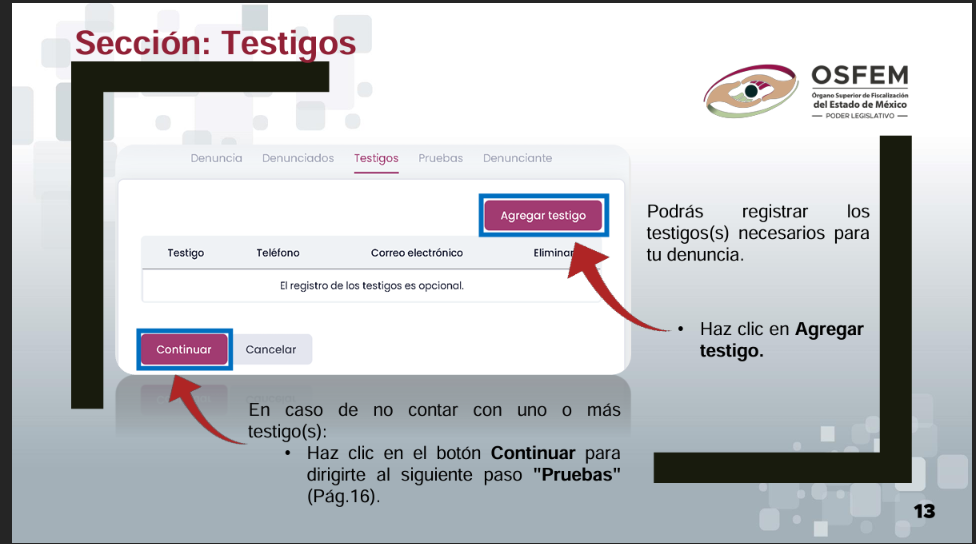 Sección: Testigos
OSFEM
Órgano Superior de Fiscalización
del Estado de México
PODER LEGISLATIVO
Denuncia Denunciados Testigos Pruebas Denunciante
Agregar testigo
Testigo Teléfono Correo electrónico Eliminar
El registro de los testigos es opcional.
Continuar Cancelar
Podrás registrar los
testigos(s) necesarios para
tu denuncia.
• Haz clic en Agregar
testigo.
En caso de no contar con uno o más
testigo(s):
• Haz clic en el botón Continuar para
dirigirte al siguiente paso "Pruebas"
(Pág.16).
13